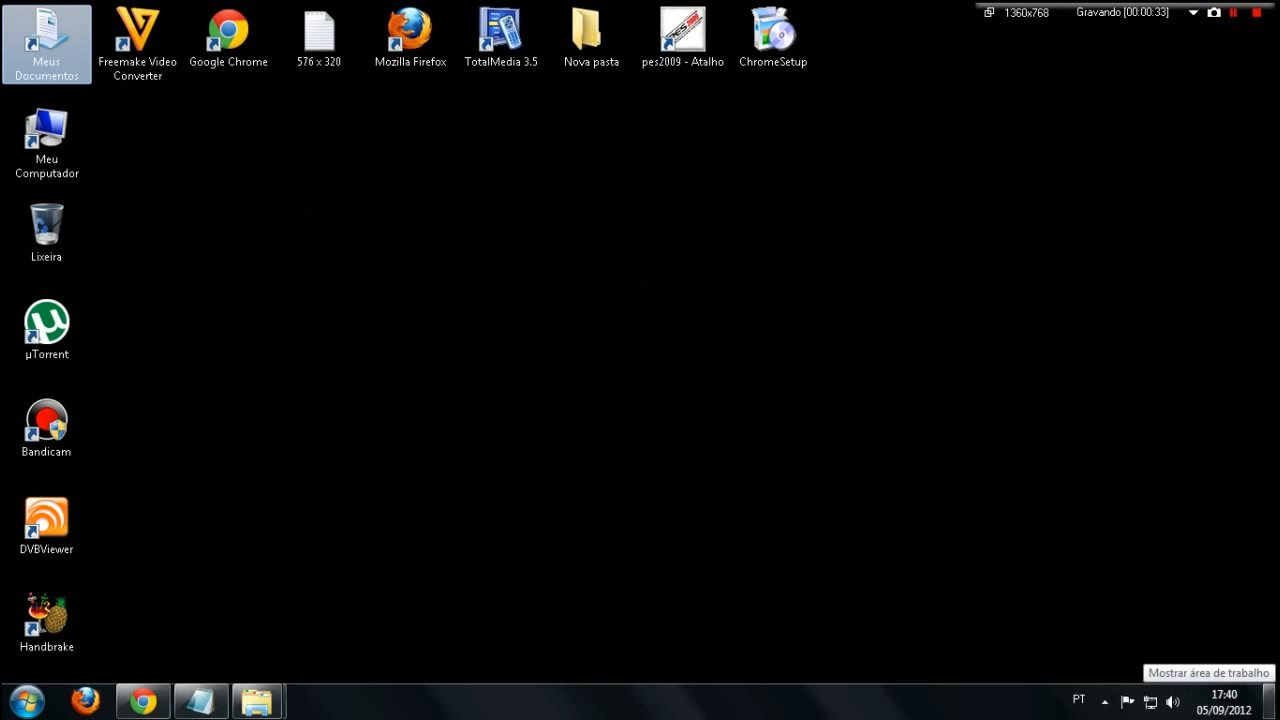 Meus
Documentos
Freemake Video
Converter
Google Chrome
576 x 320
Mozilla Firefox
TotalMedia 3.5
Nova pasta
pes2009 - Atalho
ChromeSetup
00:00:33
Meu
Computador
Lixeira
µTorrent
Bandicam
DVBViewer
Handbrake
Mostrar área de trabalho
PT
17:40
05/09/2012